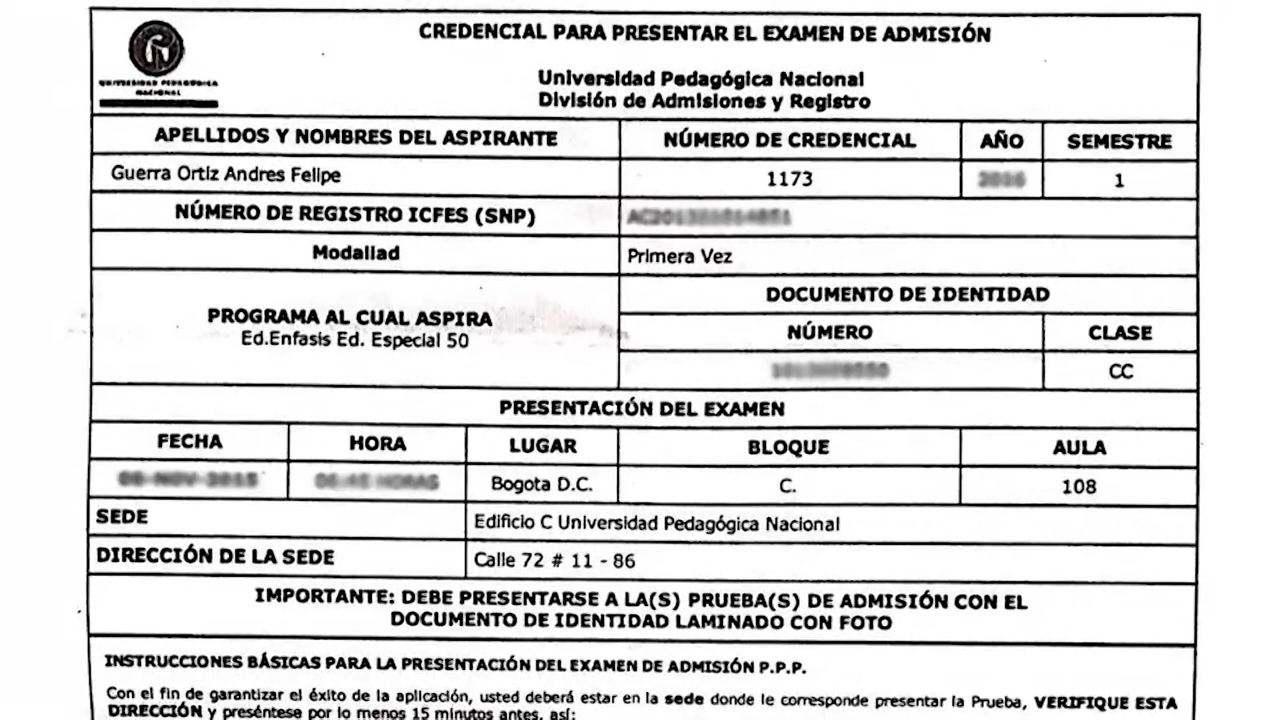 CREDENCIAL PARA PRESENTAR EL EXAMEN DE ADMISIÓN
UNIVERSIDAD PEDAGÓGICA
NACIONAL
Universidad Pedagógica Nacional
División de Admisiones y Registro
APELLIDOS Y NOMBRES DEL ASPIRANTE NÚMERO DE CREDENCIAL AÑO SEMESTRE
Guerra Ortiz Andres Felipe 1173 1
NÚMERO DE REGISTRO ICFES (SNP)
Modaliad Primera Vez
DOCUMENTO DE IDENTIDAD
PROGRAMA AL CUAL ASPIRA
Ed.Enfasis Ed. Especial 50
NÚMERO CLASE
CC
PRESENTACIÓN DEL EXAMEN
FECHA HORA LUGAR BLOQUE AULA
Bogota D.C. C. 108
SEDE Edificio C Universidad Pedagógica Nacional
DIRECCIÓN DE LA SEDE Calle 72 # 11 - 86
IMPORTANTE: DEBE PRESENTARSE A LA(S) PRUEBA(S) DE ADMISIÓN CON EL
DOCUMENTO DE IDENTIDAD LAMINADO CON FOTO
INSTRUCCIONES BÁSICAS PARA LA PRESENTACIÓN DEL EXAMEN DE ADMISIÓN P.P.P.
Con el fin de garantizar el éxito de la aplicación, usted deberá estar en la sede donde le corresponde presentar la Prueba, VERIFIQUE ESTA
DIRECCIÓN y preséntese por lo menos 15 minutos antes, así: